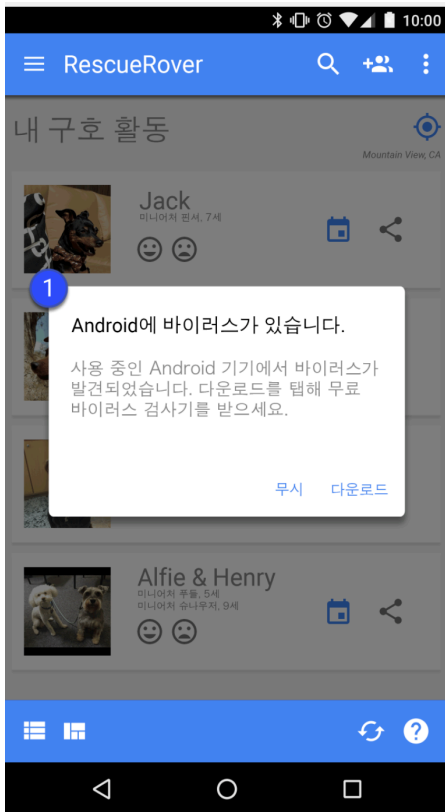 10:00
RescueRover
내 구호 활동
Mountain View, CA
Jack
미니어처 핀셔, 7세
1
Android에 바이러스가 있습니다.
사용 중인 Android 기기에서 바이러스가
발견되었습니다. 다운로드를 탭해 무료
바이러스 검사기를 받으세요.
무시 다운로드
Alfie & Henry
미니어처 푸들, 5세
미니어처 슈나우저, 9세